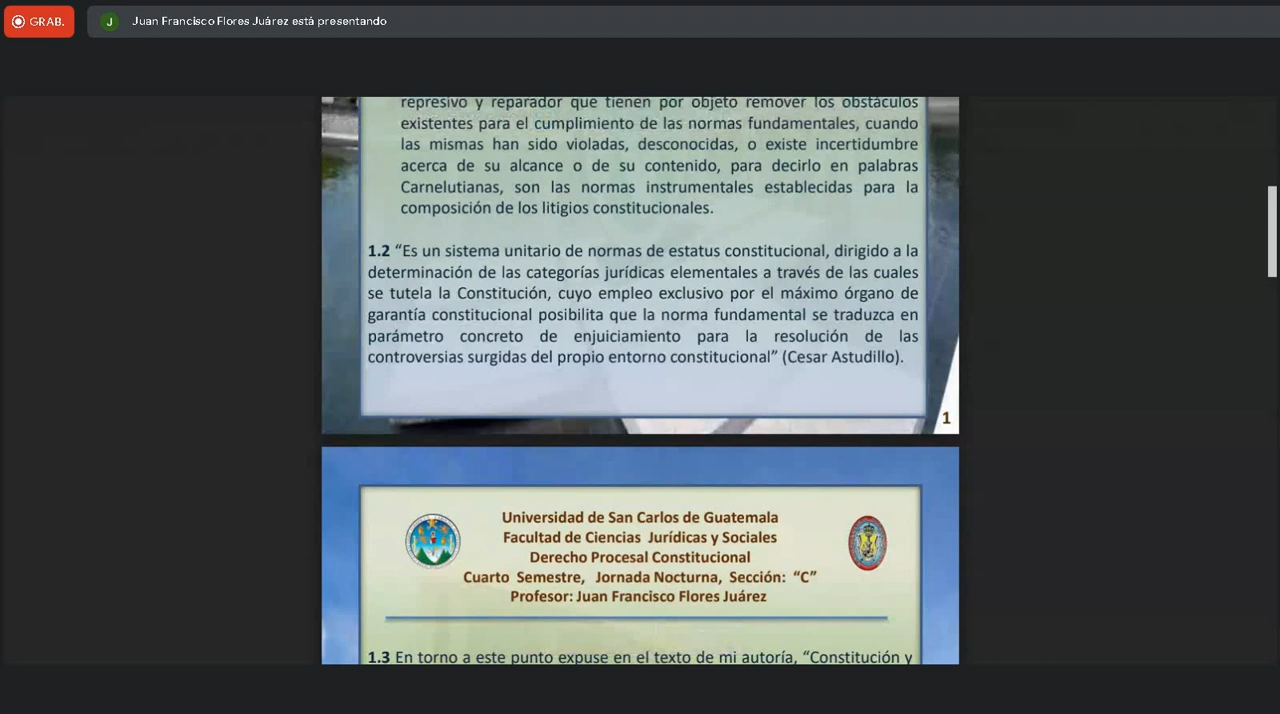 GRAB.
J Juan Francisco Flores Juárez está presentando
represivo y reparador que tienen por objeto remover los obstáculos
existentes para el cumplimiento de las normas fundamentales, cuando
las mismas han sido violadas, desconocidas, o existe incertidumbre
acerca de su alcance o de su contenido, para decirlo en palabras
Carnelutianas, son las normas instrumentales establecidas para la
composición de los litigios constitucionales.
1.2 “Es un sistema unitario de normas de estatus constitucional, dirigido a la
determinación de las categorías jurídicas elementales a través de las cuales
se tutela la Constitución, cuyo empleo exclusivo por el máximo órgano de
garantía constitucional posibilita que la norma fundamental se traduzca en
parámetro concreto de enjuiciamiento para la resolución de las
controversias surgidas del propio entorno constitucional” (Cesar Astudillo).
1
Universidad de San Carlos de Guatemala
Facultad de Ciencias Jurídicas y Sociales
Derecho Procesal Constitucional
Cuarto Semestre, Jornada Nocturna, Sección: “C”
Profesor: Juan Francisco Flores Juárez
1.3 En torno a este punto expuse en el texto de mi autoría, “Constitución y